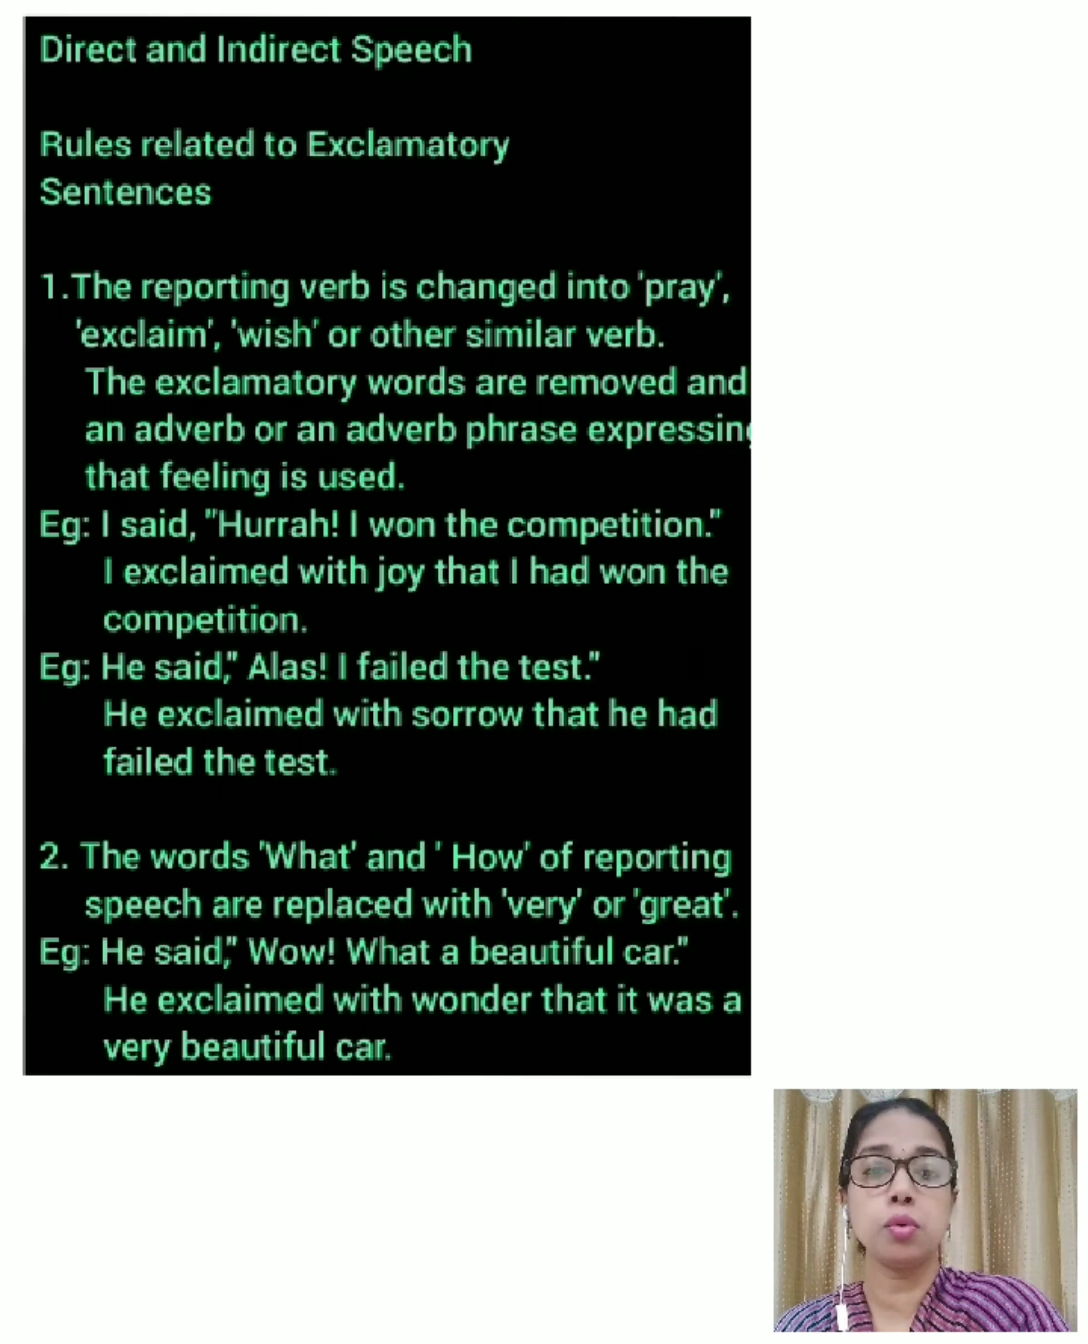 Direct and Indirect Speech
Rules related to Exclamatory
Sentences
1.The reporting verb is changed into 'pray',
'exclaim', 'wish' or other similar verb.
The exclamatory words are removed and
an adverb or an adverb phrase expressing
that feeling is used.
Eg: I said, "Hurrah! I won the competition."
I exclaimed with joy that I had won the
competition.
Eg: He said," Alas! I failed the test."
He exclaimed with sorrow that he had
failed the test.
2. The words 'What' and ' How' of reporting
speech are replaced with 'very' or 'great'.
Eg: He said," Wow! What a beautiful car."
He exclaimed with wonder that it was a
very beautiful car.